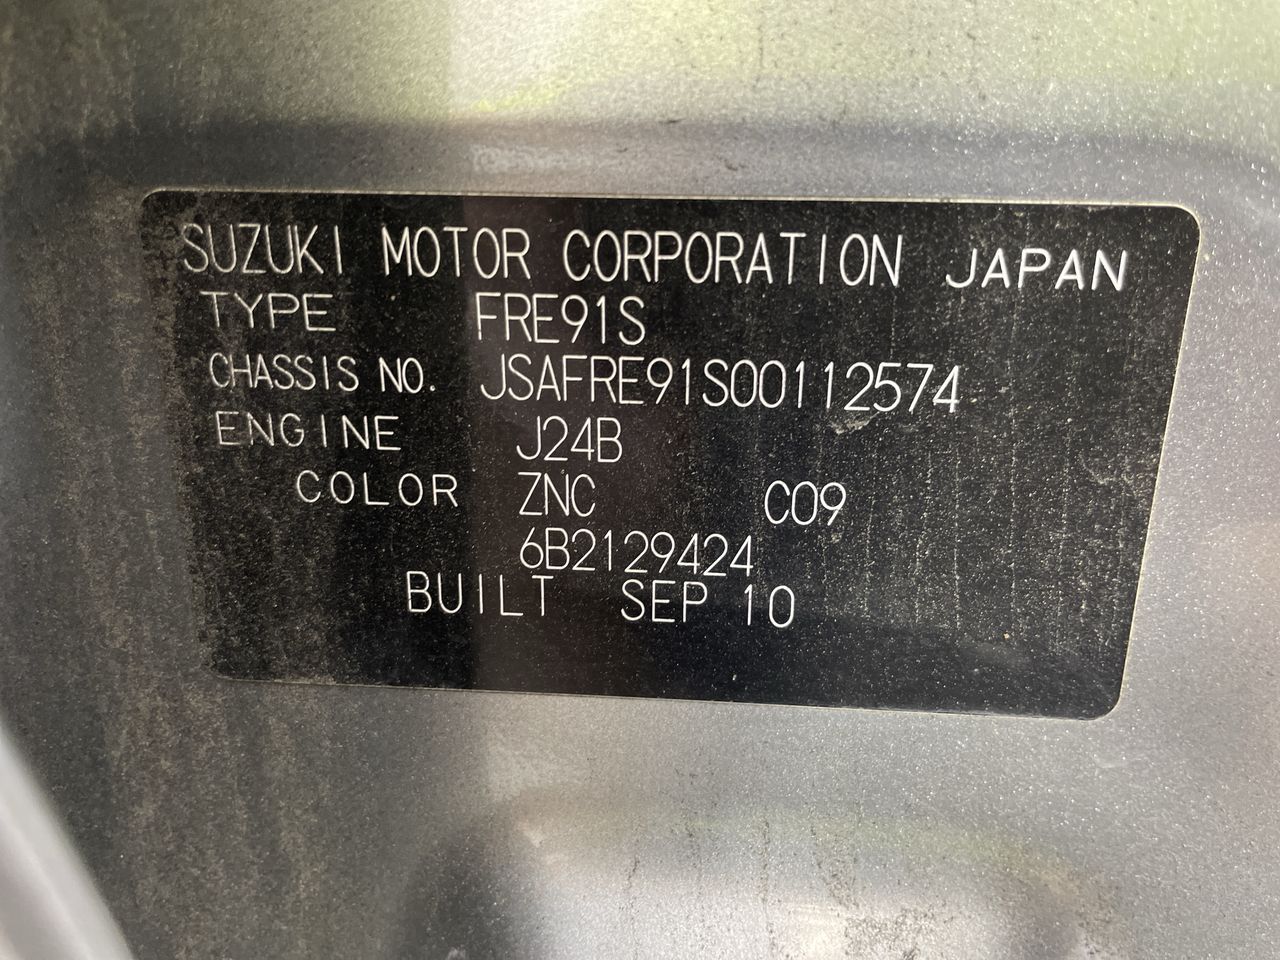 SUZUKI MOTOR CORPORATION JAPAN
TYPE FRE91S
CHASSIS NO. JSAFRE91S00112574
ENGINE J24B
COLOR ZNC C09
6B2129424
BUILT SEP 10